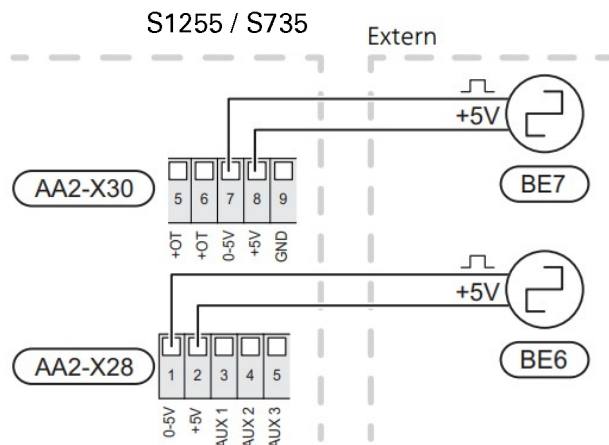 S1255 / S735
Extern
+5V
BE7
AA2-X30
5 6 7 8 9
+OT +OT 0-5V +5V GND
+5V
BE6
AA2-X28
1 2 3 4 5
0-5V +5V AUX 1 AUX 2 AUX 3